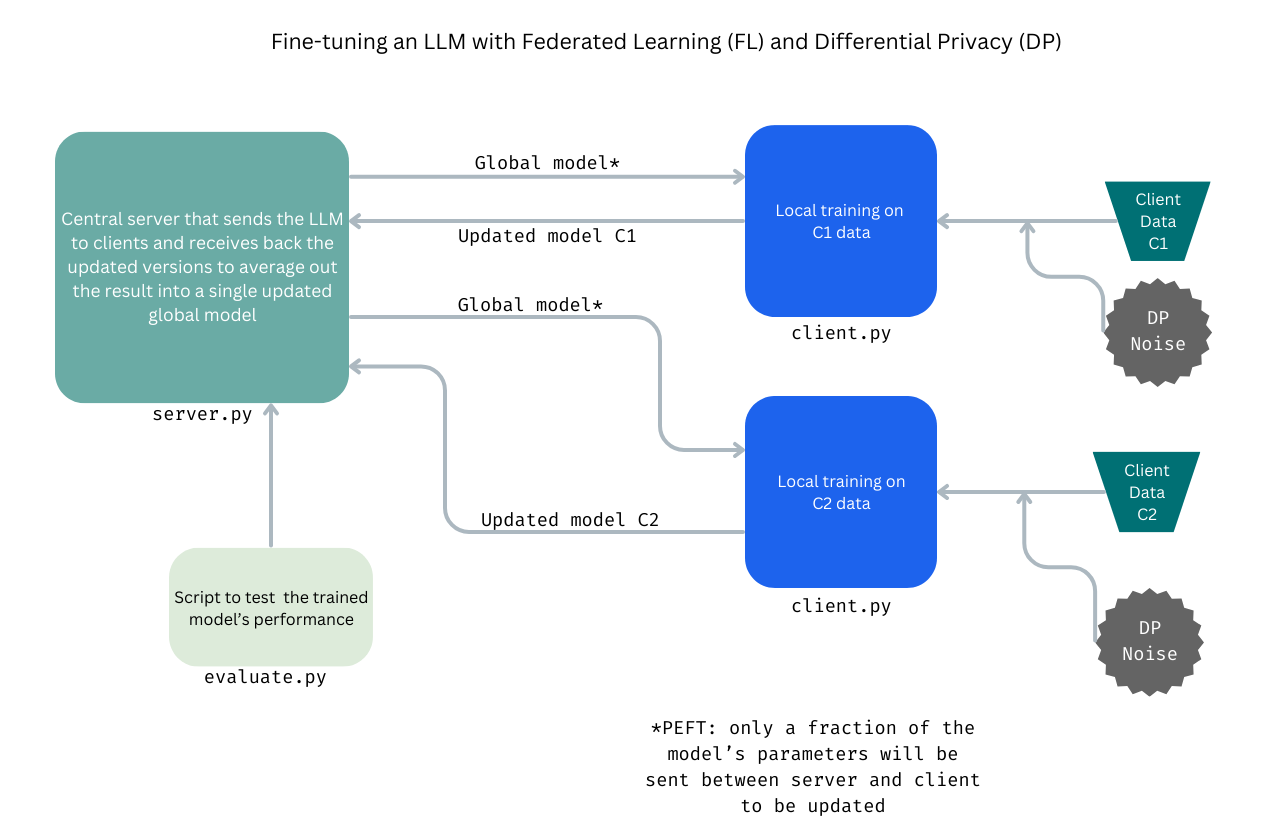 Fine-tuning an LLM with Federated Learning (FL) and Differential Privacy (DP)
Central server that sends the LLM
to clients and receives back the
updated versions to average out
the result into a single updated
global model
server.py
Global model*
Updated model C1
Global model*
Updated model C2
Local training on
C1 data
client.py
Client
Data
C1
DP
Noise
Local training on
C2 data
client.py
Client
Data
C2
DP
Noise
Script to test  the trained
model’s performance
evaluate.py
*PEFT: only a fraction of the
model’s parameters will be
sent between server and client
to be updated